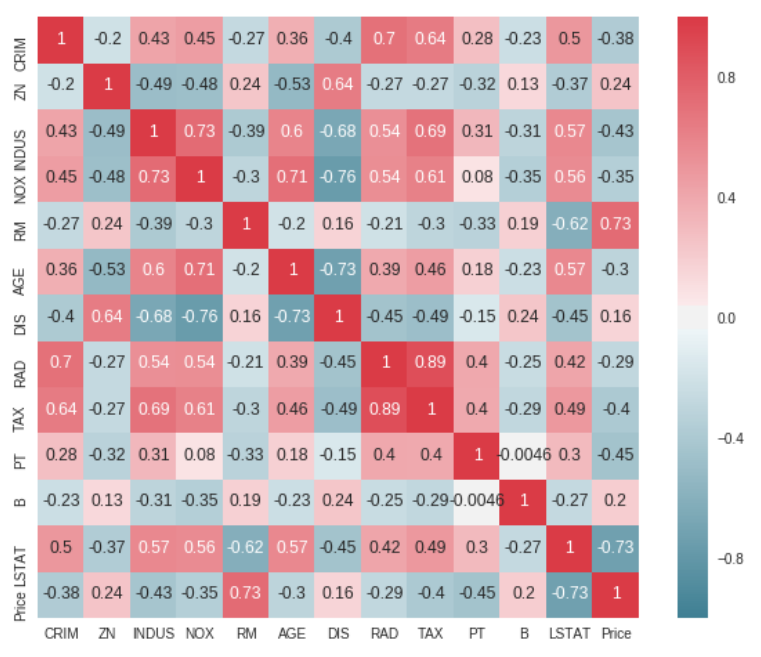 CRIM 1 -0.2 0.43 0.45 -0.27 0.36 -0.4 0.7 0.64 0.28 -0.23 0.5 -0.38
ZN -0.2 1 -0.49 -0.48 0.24 -0.53 0.64 -0.27 -0.27 -0.32 0.13 -0.37 0.24
INDUS 0.43 -0.49 1 0.73 -0.39 0.6 -0.68 0.54 0.69 0.31 -0.31 0.57 -0.43
NOX 0.45 -0.48 0.73 1 -0.3 0.71 -0.76 0.54 0.61 0.08 -0.35 0.56 -0.35
RM -0.27 0.24 -0.39 -0.3 1 -0.2 0.16 -0.21 -0.3 -0.33 0.19 -0.62 0.73
AGE 0.36 -0.53 0.6 0.71 -0.2 1 -0.73 0.39 0.46 0.18 -0.23 0.57 -0.3
DIS -0.4 0.64 -0.68 -0.76 0.16 -0.73 1 -0.45 -0.49 -0.15 0.24 -0.45 0.16
RAD 0.7 -0.27 0.54 0.54 -0.21 0.39 -0.45 1 0.89 0.4 -0.25 0.42 -0.29
TAX 0.64 -0.27 0.69 0.61 -0.3 0.46 -0.49 0.89 1 0.4 -0.29 0.49 -0.4
PT 0.28 -0.32 0.31 0.08 -0.33 0.18 -0.15 0.4 0.4 1 -0.0046 0.3 -0.45
B -0.23 0.13 -0.31 -0.35 0.19 -0.23 0.24 -0.25 -0.29 -0.0046 1 -0.27 0.2
LSTAT 0.5 -0.37 0.57 0.56 -0.62 0.57 -0.45 0.42 0.49 0.3 -0.27 1 -0.73
Price -0.38 0.24 -0.43 -0.35 0.73 -0.3 0.16 -0.29 -0.4 -0.45 0.2 -0.73 1
CRIM ZN INDUS NOX RM AGE DIS RAD TAX PT B LSTAT Price
0.8
0.4
0.0
-0.4
-0.8